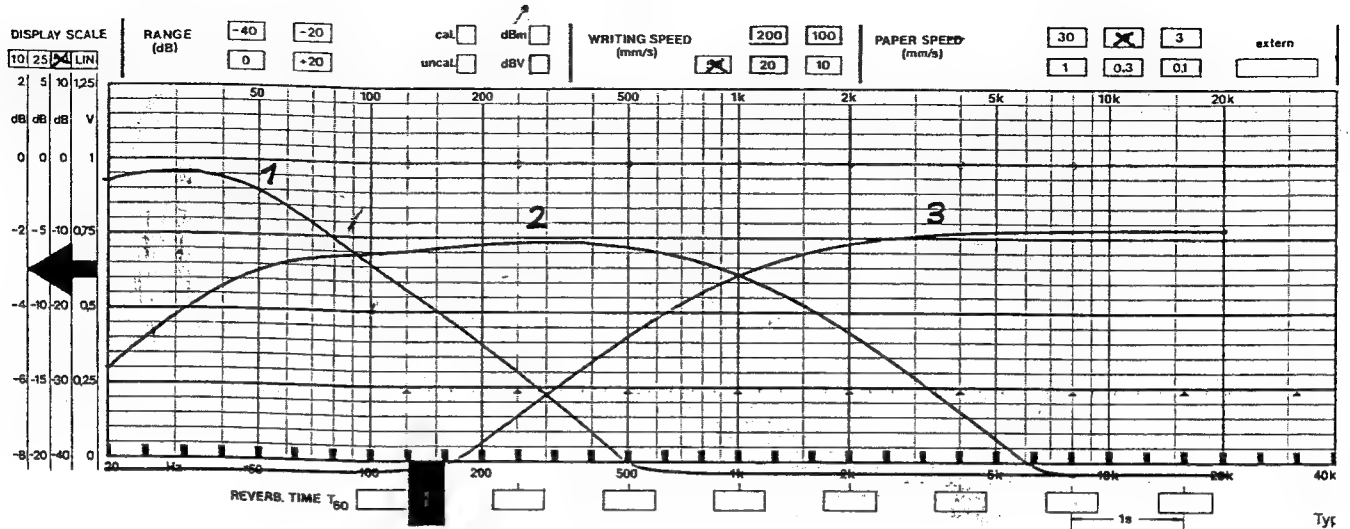 DISPLAY SCALE
10 25 LIN
RANGE
(dB)
-40 -20
0 +20
cal. dBm
uncal. dBV
WRITING SPEED
(mm/s)
200 100
20 10
PAPER SPEED
(mm/s)
30 3
1 0.3 0.1
extern
2 5 10 1,25
dB dB dB V
50 100 200 500 1k 2k 5k 10k 20k
0 0 0 1
1 2 3
-2 -5 -10 0,75
-4 -10 -20 0,5
-6 -15 -30 0,25
-8 -20 -40 0
20 Hz 50 100 200 500 1k 2k 5k 10k 20k 40k
REVERB. TIME T60
1s
Typ